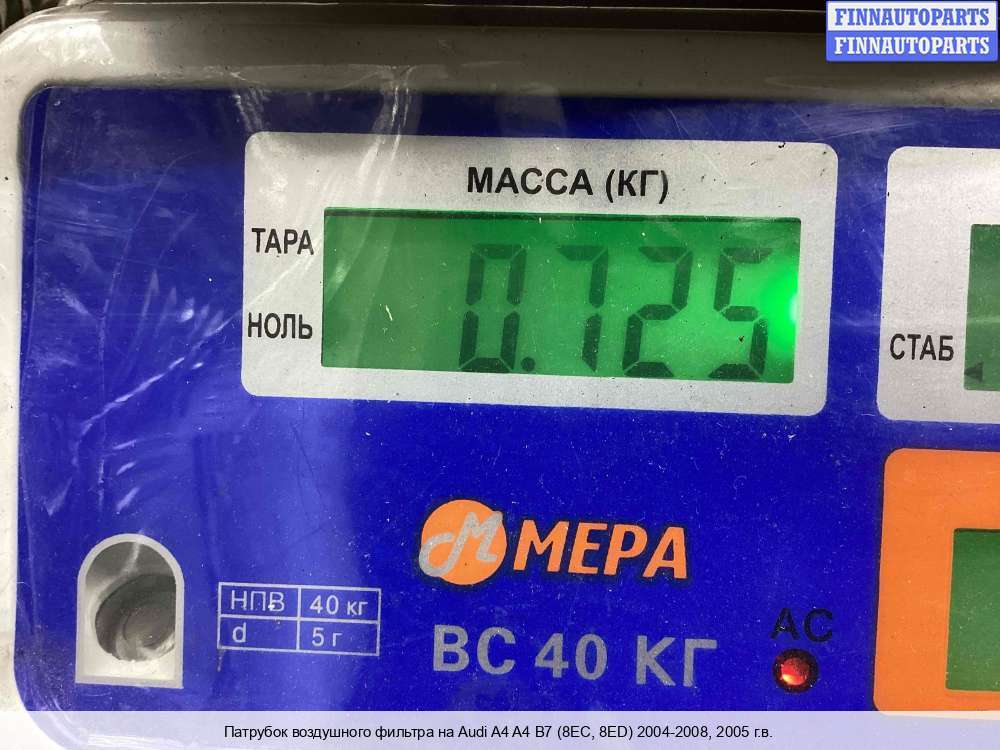 FINNAUTOPARTS
FINNAUTOPARTS
МАССА (КГ)
ТАРА
0.725
НОЛЬ
СТАБ
М МЕРА
НПВ 40 кг
d 5 г
ВС 40 КГ
АС
Патрубок воздушного фильтра на Audi A4 A4 B7 (8EC, 8ED) 2004-2008, 2005 г.в.